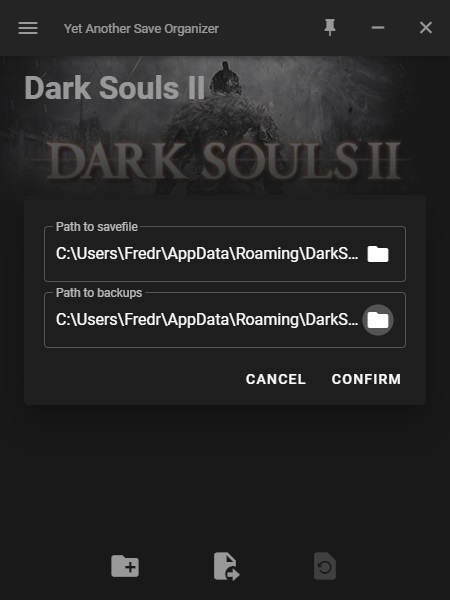 Yet Another Save Organizer
Dark Souls II
DARK SOULS II
Path to savefile
C:\Users\Fredr\AppData\Roaming\DarkS...
Path to backups
C:\Users\Fredr\AppData\Roaming\DarkS...
CANCEL CONFIRM